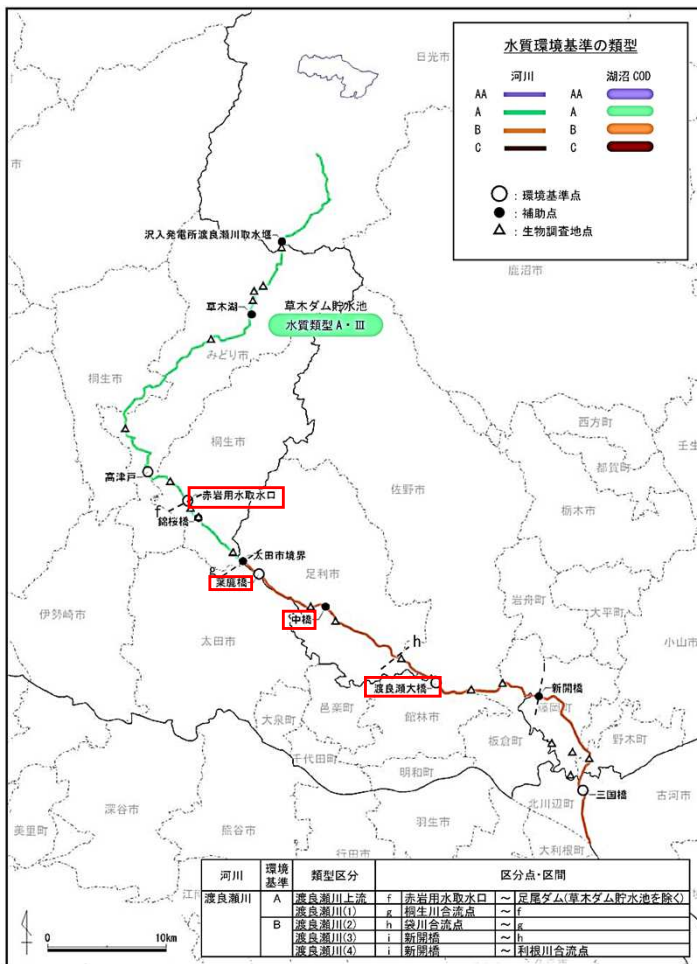 水質環境基準の類型
河川 湖沼 COD
AA AA
A A
B B
C C
：環境基準点
：補助点
：生物調査地点
日光市
市
鹿沼市
沢入発電所渡良瀬川取水堰
草木湖
草木ダム貯水池
水質類型 A・Ⅲ
みどり市
桐生市
桐生市
西方町
都賀町
壬生
高津戸
佐野市
栃木市
赤岩用水取水口
f
錦桜橋
太田市境界
g
葉鹿橋
足利市
岩舟町
大平町
伊勢崎市
中橋
太田市
h
小山市
渡良瀬大橋
新開橋
i
藤岡町
邑楽町
大泉町
館林市
板倉町
野木町
千代田町
明和町
三国橋
深谷市
北川辺町
古河市
美里町
熊谷市
羽生市
行田市
大利根町
河川 環境基準 類型区分 区分点・区間
渡良瀬川 A 渡良瀬川上流 f 赤岩用水取水口 ～ 足尾ダム(草木ダム貯水池を除く)
渡良瀬川(1) g 桐生川合流点 ～ f
B 渡良瀬川(2) h 袋川合流点 ～ g
渡良瀬川(3) i 新開橋 ～ h
渡良瀬川(4) i 新開橋 ～ 利根川合流点
0 10km